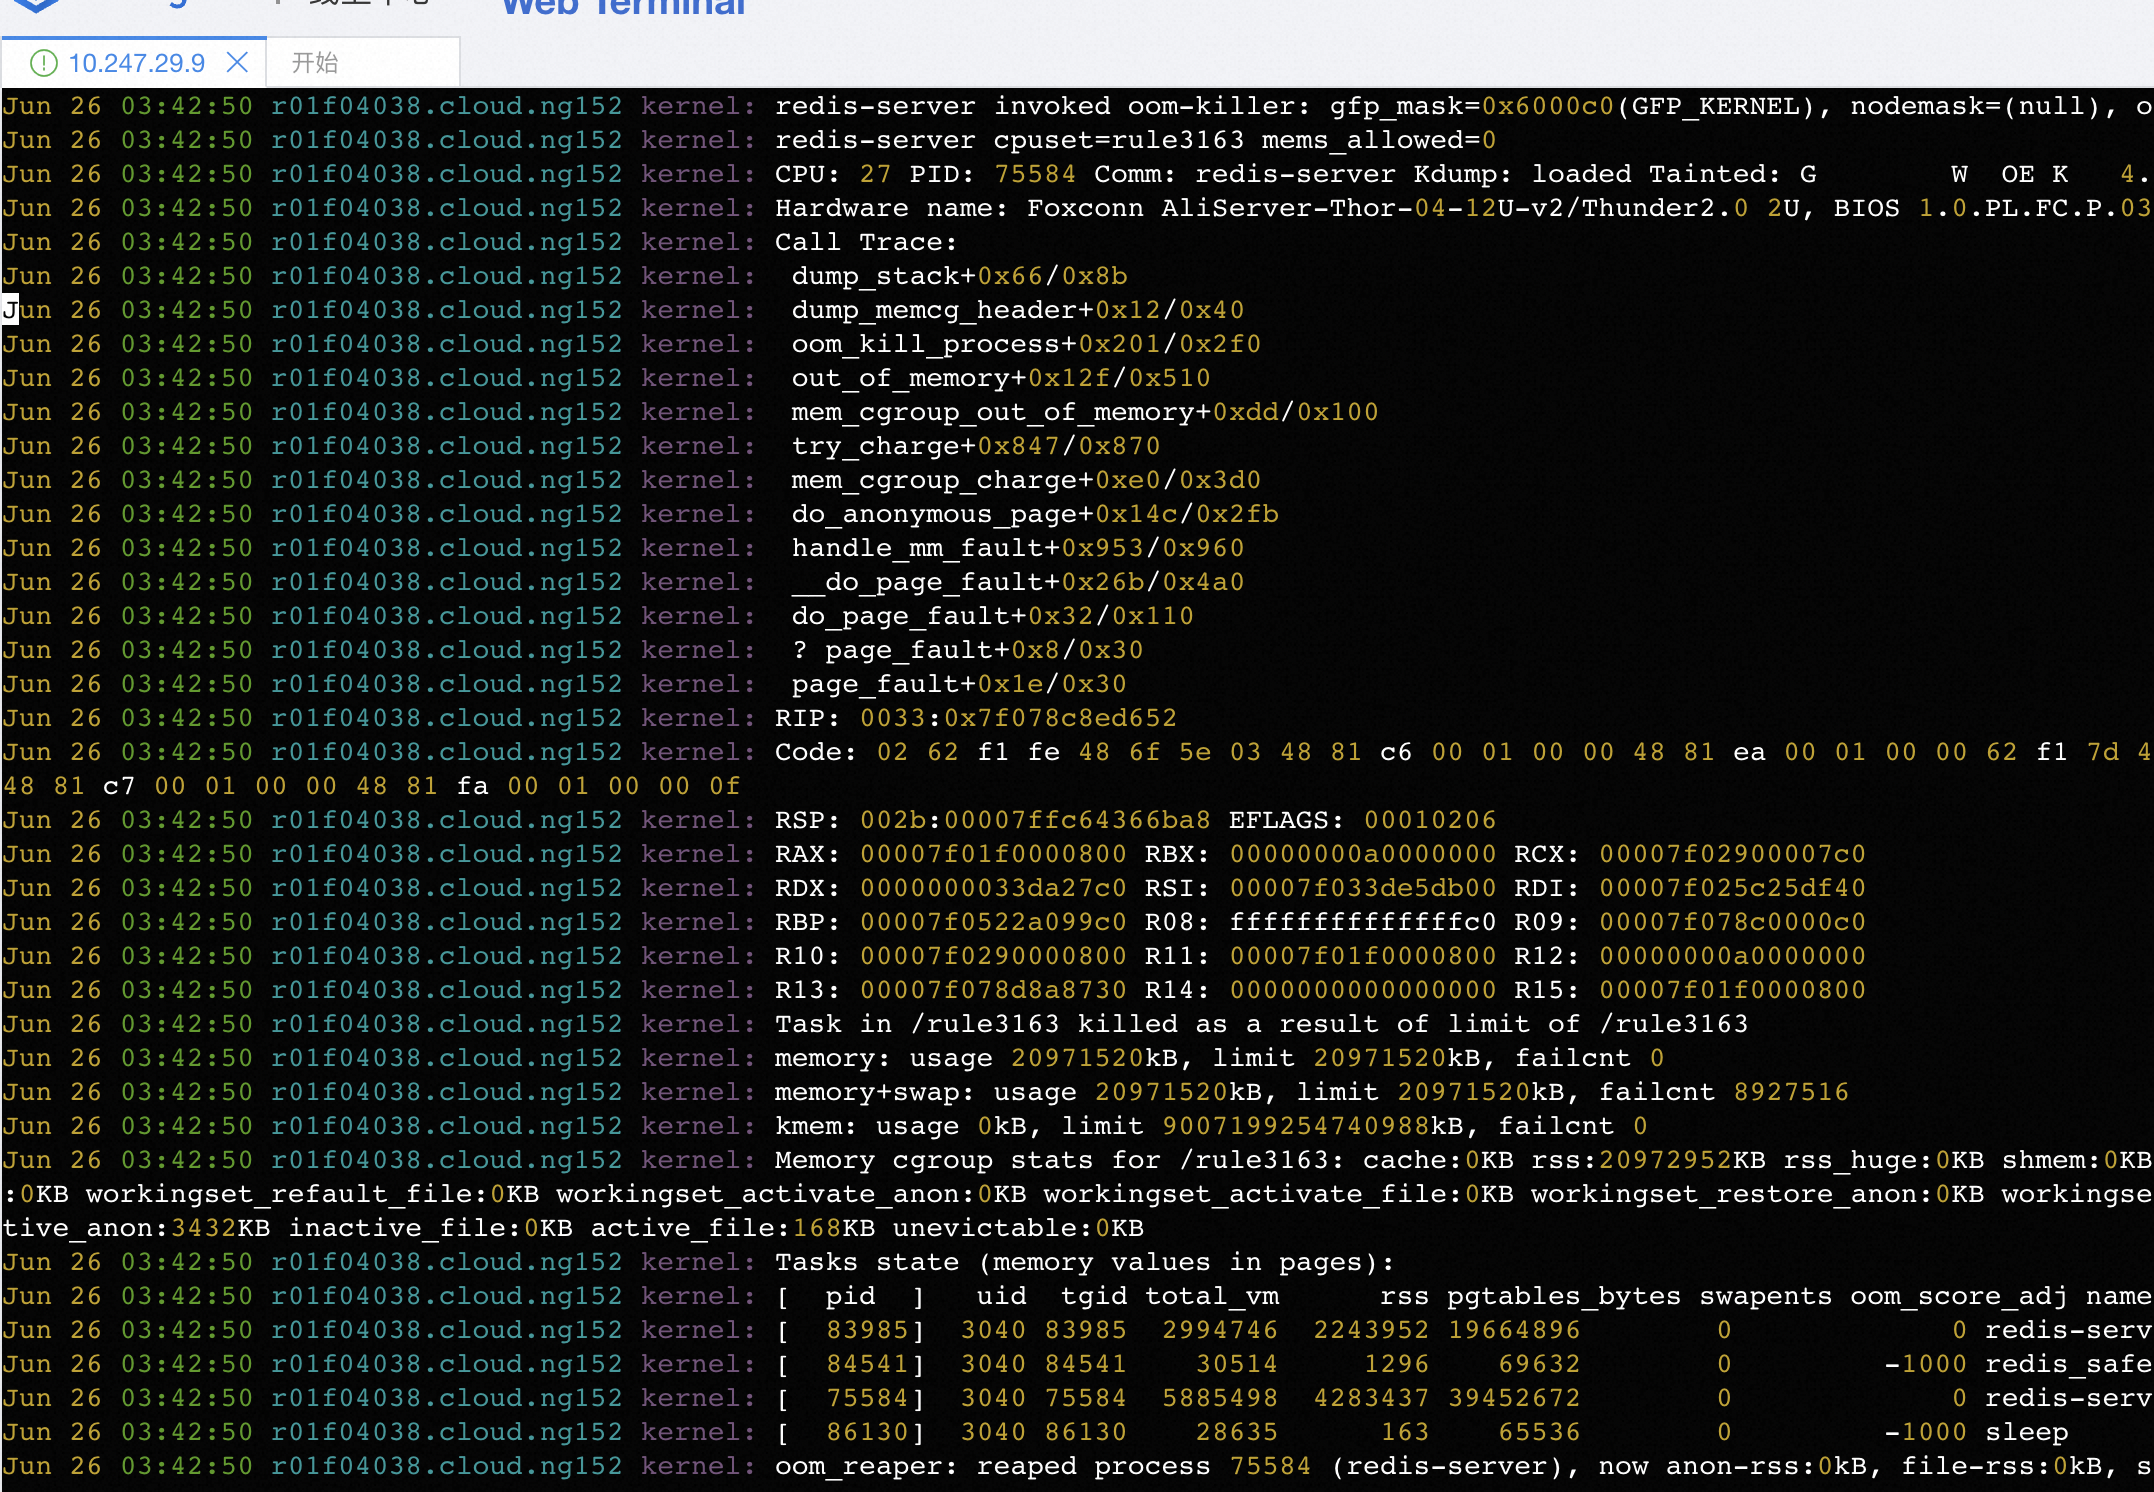 Web Terminal
10.247.29.9
开始
Jun 26 03:42:50 r01f04038.cloud.ng152 kernel: redis-server invoked oom-killer: gfp_mask=0x6000c0(GFP_KERNEL), nodemask=(null), o
Jun 26 03:42:50 r01f04038.cloud.ng152 kernel: redis-server cpuset=rule3163 mems_allowed=0
Jun 26 03:42:50 r01f04038.cloud.ng152 kernel: CPU: 27 PID: 75584 Comm: redis-server Kdump: loaded Tainted: G        W  OE K   4.
Jun 26 03:42:50 r01f04038.cloud.ng152 kernel: Hardware name: Foxconn AliServer-Thor-04-12U-v2/Thunder2.0 2U, BIOS 1.0.PL.FC.P.03
Jun 26 03:42:50 r01f04038.cloud.ng152 kernel: Call Trace:
Jun 26 03:42:50 r01f04038.cloud.ng152 kernel:  dump_stack+0x66/0x8b
Jun 26 03:42:50 r01f04038.cloud.ng152 kernel:  dump_memcg_header+0x12/0x40
Jun 26 03:42:50 r01f04038.cloud.ng152 kernel:  oom_kill_process+0x201/0x2f0
Jun 26 03:42:50 r01f04038.cloud.ng152 kernel:  out_of_memory+0x12f/0x510
Jun 26 03:42:50 r01f04038.cloud.ng152 kernel:  mem_cgroup_out_of_memory+0xdd/0x100
Jun 26 03:42:50 r01f04038.cloud.ng152 kernel:  try_charge+0x847/0x870
Jun 26 03:42:50 r01f04038.cloud.ng152 kernel:  mem_cgroup_charge+0xe0/0x3d0
Jun 26 03:42:50 r01f04038.cloud.ng152 kernel:  do_anonymous_page+0x14c/0x2fb
Jun 26 03:42:50 r01f04038.cloud.ng152 kernel:  handle_mm_fault+0x953/0x960
Jun 26 03:42:50 r01f04038.cloud.ng152 kernel:  __do_page_fault+0x26b/0x4a0
Jun 26 03:42:50 r01f04038.cloud.ng152 kernel:  do_page_fault+0x32/0x110
Jun 26 03:42:50 r01f04038.cloud.ng152 kernel:  ? page_fault+0x8/0x30
Jun 26 03:42:50 r01f04038.cloud.ng152 kernel:  page_fault+0x1e/0x30
Jun 26 03:42:50 r01f04038.cloud.ng152 kernel: RIP: 0033:0x7f078c8ed652
Jun 26 03:42:50 r01f04038.cloud.ng152 kernel: Code: 02 62 f1 fe 48 6f 5e 03 48 81 c6 00 01 00 00 48 81 ea 00 01 00 00 62 f1 7d 4
48 81 c7 00 01 00 00 48 81 fa 00 01 00 00 0f
Jun 26 03:42:50 r01f04038.cloud.ng152 kernel: RSP: 002b:00007ffc64366ba8 EFLAGS: 00010206
Jun 26 03:42:50 r01f04038.cloud.ng152 kernel: RAX: 00007f01f0000800 RBX: 00000000a0000000 RCX: 00007f02900007c0
Jun 26 03:42:50 r01f04038.cloud.ng152 kernel: RDX: 0000000033da27c0 RSI: 00007f033de5db00 RDI: 00007f025c25df40
Jun 26 03:42:50 r01f04038.cloud.ng152 kernel: RBP: 00007f0522a099c0 R08: ffffffffffffffc0 R09: 00007f078c0000c0
Jun 26 03:42:50 r01f04038.cloud.ng152 kernel: R10: 00007f0290000800 R11: 00007f01f0000800 R12: 00000000a0000000
Jun 26 03:42:50 r01f04038.cloud.ng152 kernel: R13: 00007f078d8a8730 R14: 0000000000000000 R15: 00007f01f0000800
Jun 26 03:42:50 r01f04038.cloud.ng152 kernel: Task in /rule3163 killed as a result of limit of /rule3163
Jun 26 03:42:50 r01f04038.cloud.ng152 kernel: memory: usage 20971520kB, limit 20971520kB, failcnt 0
Jun 26 03:42:50 r01f04038.cloud.ng152 kernel: memory+swap: usage 20971520kB, limit 20971520kB, failcnt 8927516
Jun 26 03:42:50 r01f04038.cloud.ng152 kernel: kmem: usage 0kB, limit 9007199254740988kB, failcnt 0
Jun 26 03:42:50 r01f04038.cloud.ng152 kernel: Memory cgroup stats for /rule3163: cache:0KB rss:20972952KB rss_huge:0KB shmem:0KB
:0KB workingset_refault_file:0KB workingset_activate_anon:0KB workingset_activate_file:0KB workingset_restore_anon:0KB workingse
tive_anon:3432KB inactive_file:0KB active_file:168KB unevictable:0KB
Jun 26 03:42:50 r01f04038.cloud.ng152 kernel: Tasks state (memory values in pages):
Jun 26 03:42:50 r01f04038.cloud.ng152 kernel: [  pid  ]   uid  tgid total_vm      rss pgtables_bytes swapents oom_score_adj name
Jun 26 03:42:50 r01f04038.cloud.ng152 kernel: [  83985]  3040 83985  2994746  2243952 19664896        0             0 redis-serv
Jun 26 03:42:50 r01f04038.cloud.ng152 kernel: [  84541]  3040 84541    30514     1296    69632        0         -1000 redis_safe
Jun 26 03:42:50 r01f04038.cloud.ng152 kernel: [  75584]  3040 75584  5885498  4283437 39452672        0             0 redis-serv
Jun 26 03:42:50 r01f04038.cloud.ng152 kernel: [  86130]  3040 86130    28635      163    65536        0         -1000 sleep
Jun 26 03:42:50 r01f04038.cloud.ng152 kernel: oom_reaper: reaped process 75584 (redis-server), now anon-rss:0kB, file-rss:0kB, s